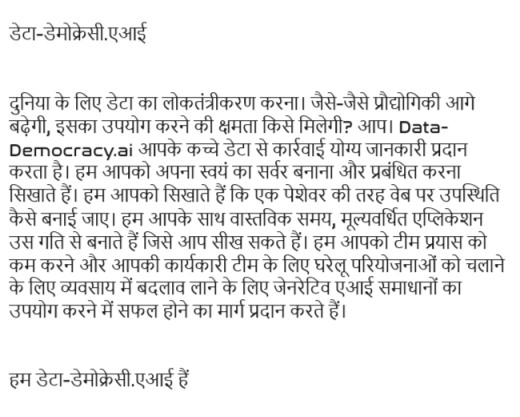 डेटा-डेमोक्रेसी.एआई
दुनिया के लिए डेटा का लोकतंत्रीकरण करना। जैसे-जैसे प्रौद्योगिकी आगे
बढ़ेगी, इसका उपयोग करने की क्षमता किसे मिलेगी? आप। Data-
Democracy.ai आपके कच्चे डेटा से कार्रवाई योग्य जानकारी प्रदान
करता है। हम आपको अपना स्वयं का सर्वर बनाना और प्रबंधित करना
सिखाते हैं। हम आपको सिखाते हैं कि एक पेशेवर की तरह वेब पर उपस्थिति
कैसे बनाई जाए। हम आपके साथ वास्तविक समय, मूल्यवर्धित एप्लिकेशन
उस गति से बनाते हैं जिसे आप सीख सकते हैं। हम आपको टीम प्रयास को
कम करने और आपकी कार्यकारी टीम के लिए घरेलू परियोजनाओं को चलाने
के लिए व्यवसाय में बदलाव लाने के लिए जेनरेटिव एआई समाधानों का
उपयोग करने में सफल होने का मार्ग प्रदान करते हैं।
हम डेटा-डेमोक्रेसी.एआई हैं